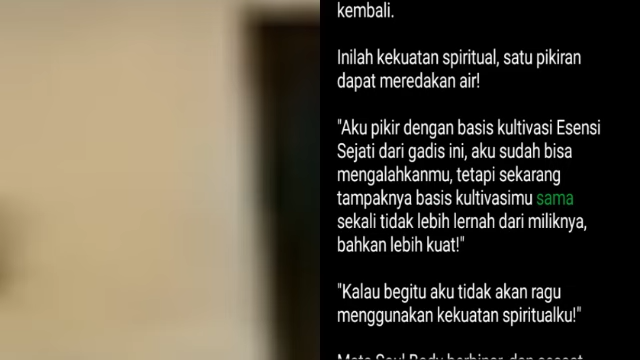 kembali.
Inilah kekuatan spiritual, satu pikiran
dapat meredakan air!
"Aku pikir dengan basis kultivasi Esensi
Sejati dari gadis ini, aku sudah bisa
mengalahkanmu, tetapi sekarang
tampaknya basis kultivasimu sama
sekali tidak lebih lernah dari miliknya,
bahkan lebih kuat!"
"Kalau begitu aku tidak akan ragu
menggunakan kekuatan spiritualku!"